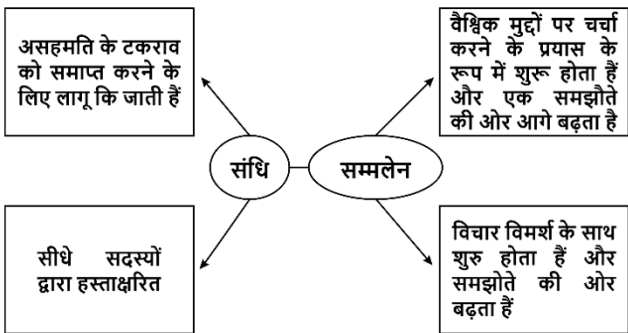 असहमति के टकराव
को समाप्त करने के
लिए लागू कि जाती हैं
वैश्विक मुद्दों पर चर्चा
करने के प्रयास के
रूप में शुरू होता हैं
और एक समझौते
की ओर आगे बढ़ता है
संधि
सम्मलेन
सीधे सदस्यों
द्वारा हस्ताक्षरित
विचार विमर्श के साथ
शुरु होता हैं और
समझोते की ओर
बढ़ता हैं